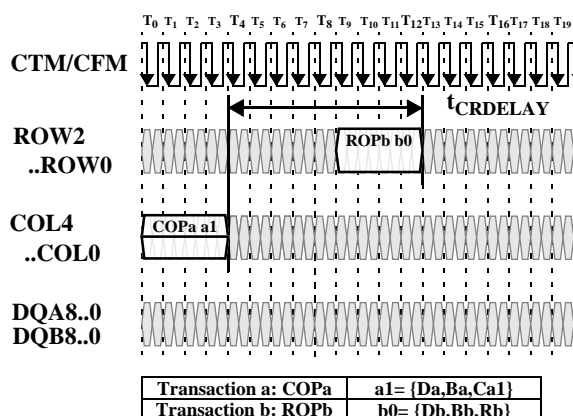 T0 T1 T2 T3 T4 T5 T6 T7 T8 T9 T10 T11 T12 T13 T14 T15 T16 T17 T18 T19
CTM/CFM
tCRDELAY
ROW2
..ROW0
ROPb b0
COL4
..COL0
COPa a1
DQA8..0
DQB8..0
Transaction a: COPa a1= {Da,Ba,Ca1}
Transaction b: ROPb b0= {Db,Bb,Rb}